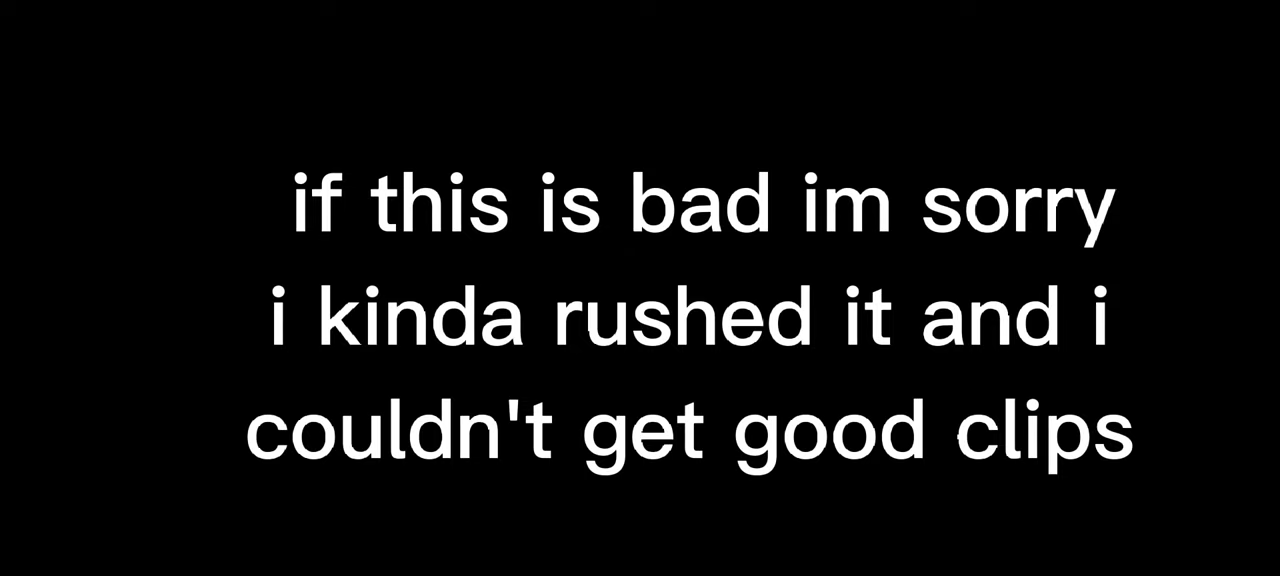 if this is bad im sorry
i kinda rushed it and i
couldn't get good clips